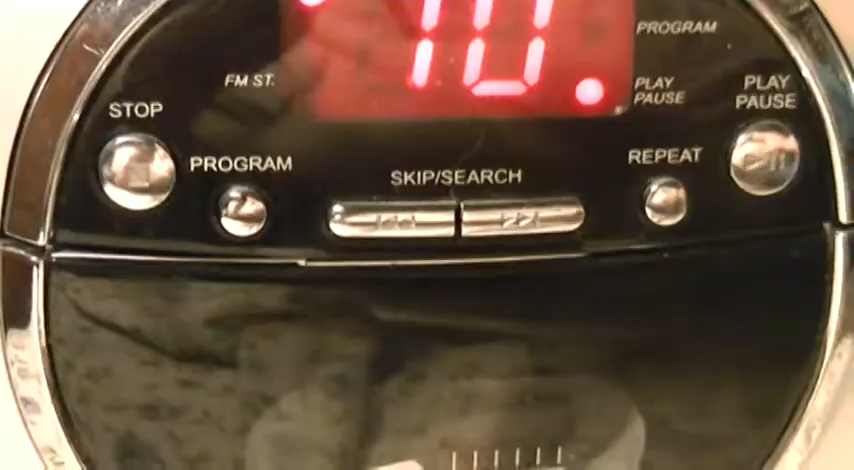 10.
PROGRAM
FM ST.
PLAY
PAUSE
PLAY
PAUSE
STOP
PROGRAM
SKIP/SEARCH
REPEAT